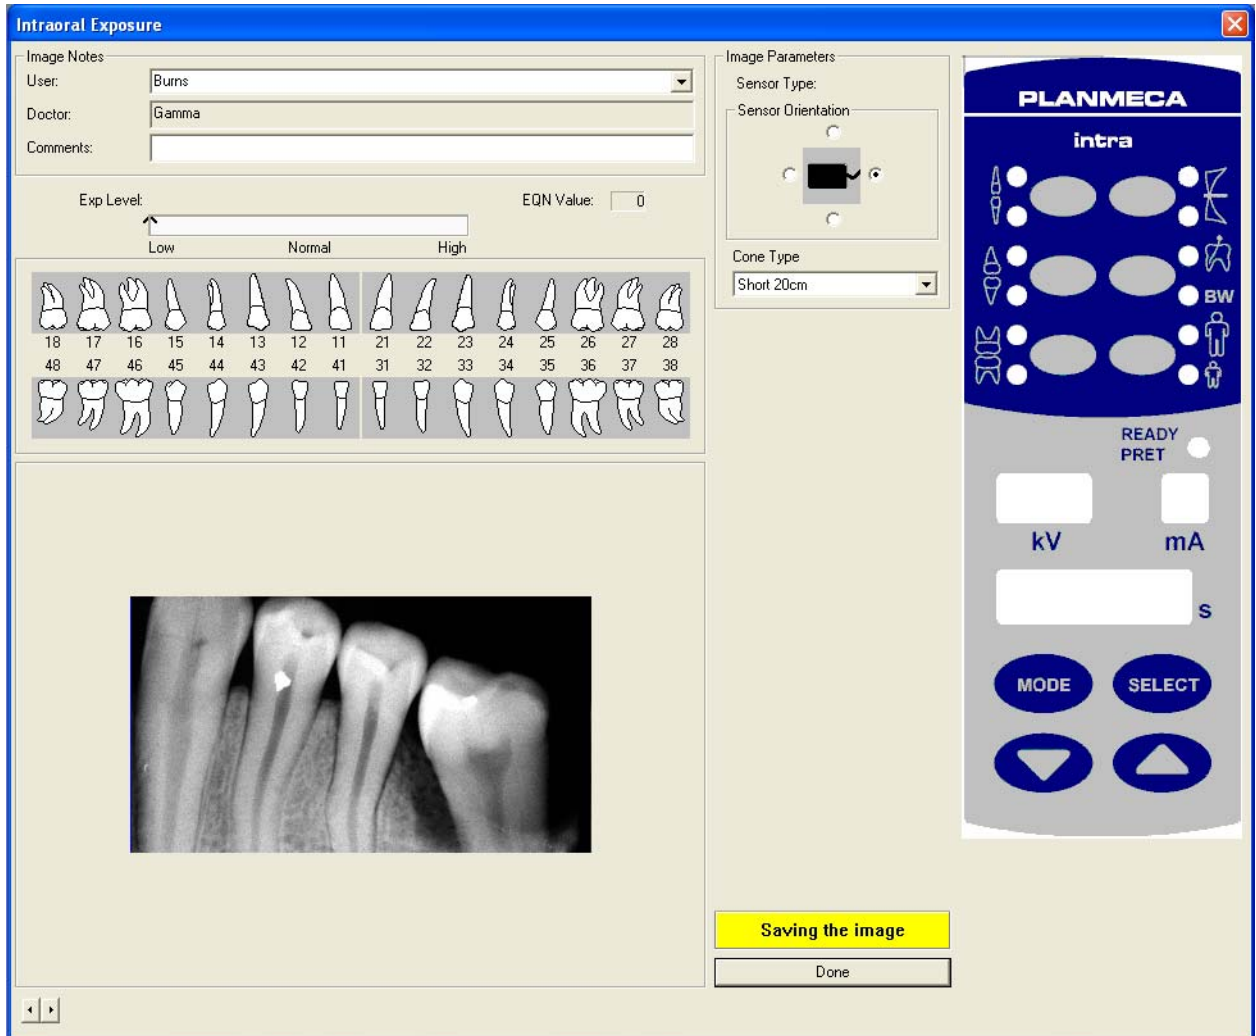 Intraoral Exposure
Image Notes
User: Burns
Doctor: Gamma
Comments:
Exp Level: EQN Value: 0
Low Normal High
18 17 16 15 14 13 12 11 21 22 23 24 25 26 27 28
48 47 46 45 44 43 42 41 31 32 33 34 35 36 37 38
Image Parameters
Sensor Type:
Sensor Orientation
Cone Type
Short 20cm
Saving the image
Done
PLANMECA
intra
BW
READY
PRET
kV mA
s
MODE SELECT